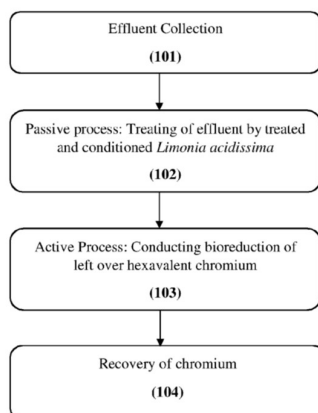 Effluent Collection
(101)
Passive process: Treating of effluent by treated
and conditioned Limonia acidissima
(102)
Active Process: Conducting bioreduction of
left over hexavalent chromium
(103)
Recovery of chromium
(104)